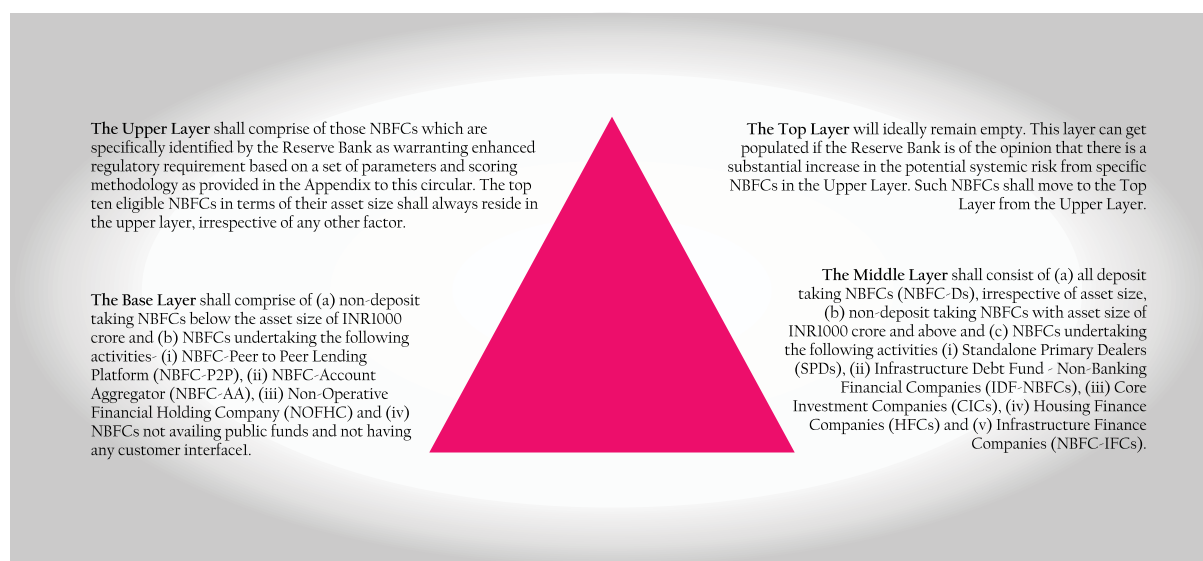 The Upper Layer shall comprise of those NBFCs which are
specifically identified by the Reserve Bank as warranting enhanced
regulatory requirement based on a set of parameters and scoring
methodology as provided in the Appendix to this circular. The top
ten eligible NBFCs in terms of their asset size shall always reside in
the upper layer, irrespective of any other factor.
The Top Layer will ideally remain empty. This layer can get
populated if the Reserve Bank is of the opinion that there is a
substantial increase in the potential systemic risk from specific
NBFCs in the Upper Layer. Such NBFCs shall move to the Top
Layer from the Upper Layer.
The Base Layer shall comprise of (a) non-deposit
taking NBFCs below the asset size of INR1000
crore and (b) NBFCs undertaking the following
activities- (i) NBFC-Peer to Peer Lending
Platform (NBFC-P2P), (ii) NBFC-Account
Aggregator (NBFC-AA), (iii) Non-Operative
Financial Holding Company (NOFHC) and (iv)
NBFCs not availing public funds and not having
any customer interface1.
The Middle Layer shall consist of (a) all deposit
taking NBFCs (NBFC-Ds), irrespective of asset size,
(b) non-deposit taking NBFCs with asset size of
INR1000 crore and above and (c) NBFCs undertaking
the following activities (i) Standalone Primary Dealers
(SPDs), (ii) Infrastructure Debt Fund - Non-Banking
Financial Companies (IDF-NBFCs), (iii) Core
Investment Companies (CICs), (iv) Housing Finance
Companies (HFCs) and (v) Infrastructure Finance
Companies (NBFC-IFCs).